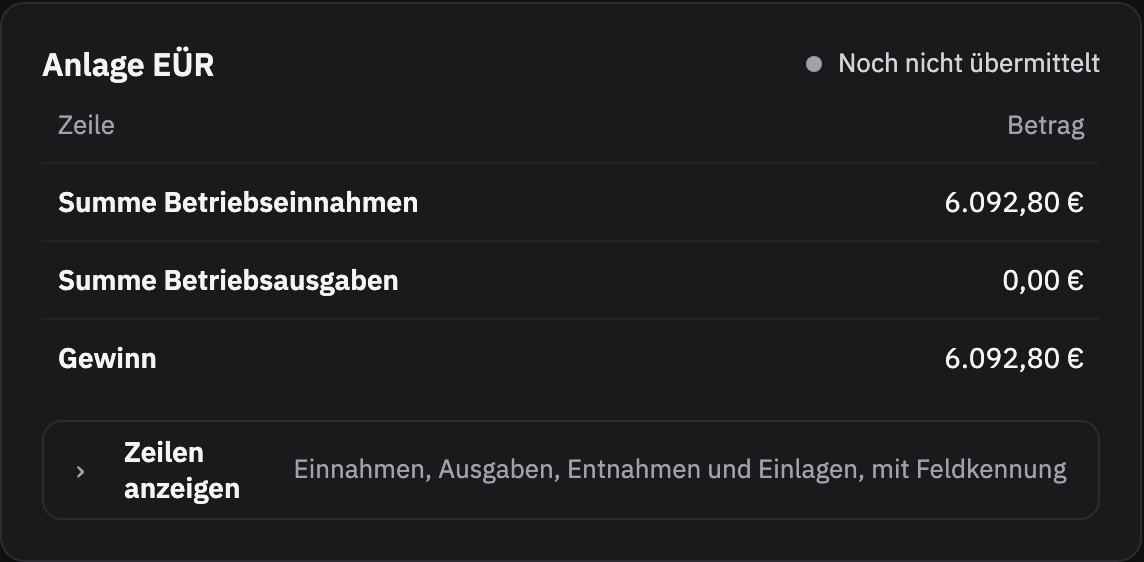 Anlage EÜR
Noch nicht übermittelt
Zeile
Betrag
Summe Betriebseinnahmen
6.092,80 €
Summe Betriebsausgaben
0,00 €
Gewinn
6.092,80 €
Zeilen
anzeigen
Einnahmen, Ausgaben, Entnahmen und Einlagen, mit Feldkennung